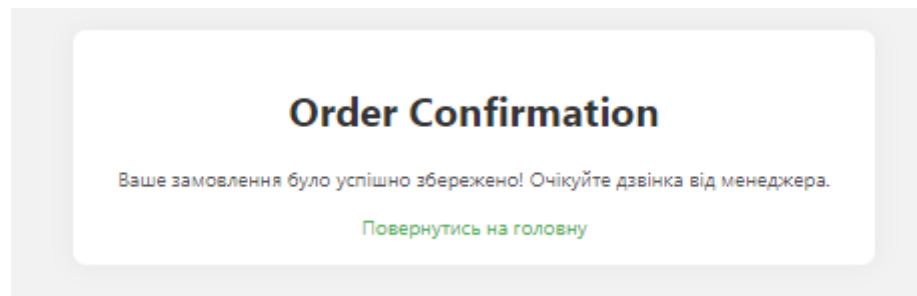 Order Confirmation
Ваше замовлення було успішно збережено! Очікуйте дзвінка від менеджера.
Повернутись на головну